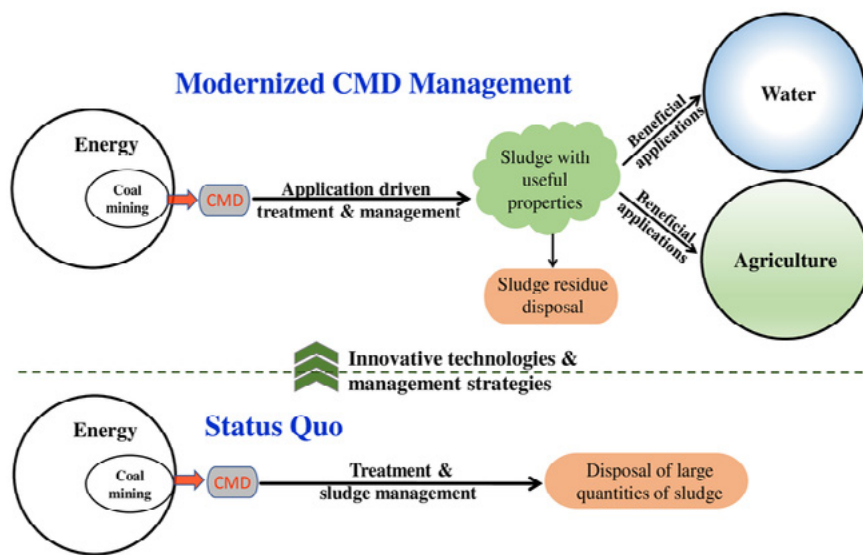 Modernized CMD Management
Energy
Coal
mining
CMD
Application driven
treatment & management
Sludge with
useful
properties
Beneficial
applications
Water
Beneficial
applications
Agriculture
Sludge residue
disposal
Innovative technologies &
management strategies
Status Quo
Energy
Coal
mining
CMD
Treatment &
sludge management
Disposal of large
quantities of sludge